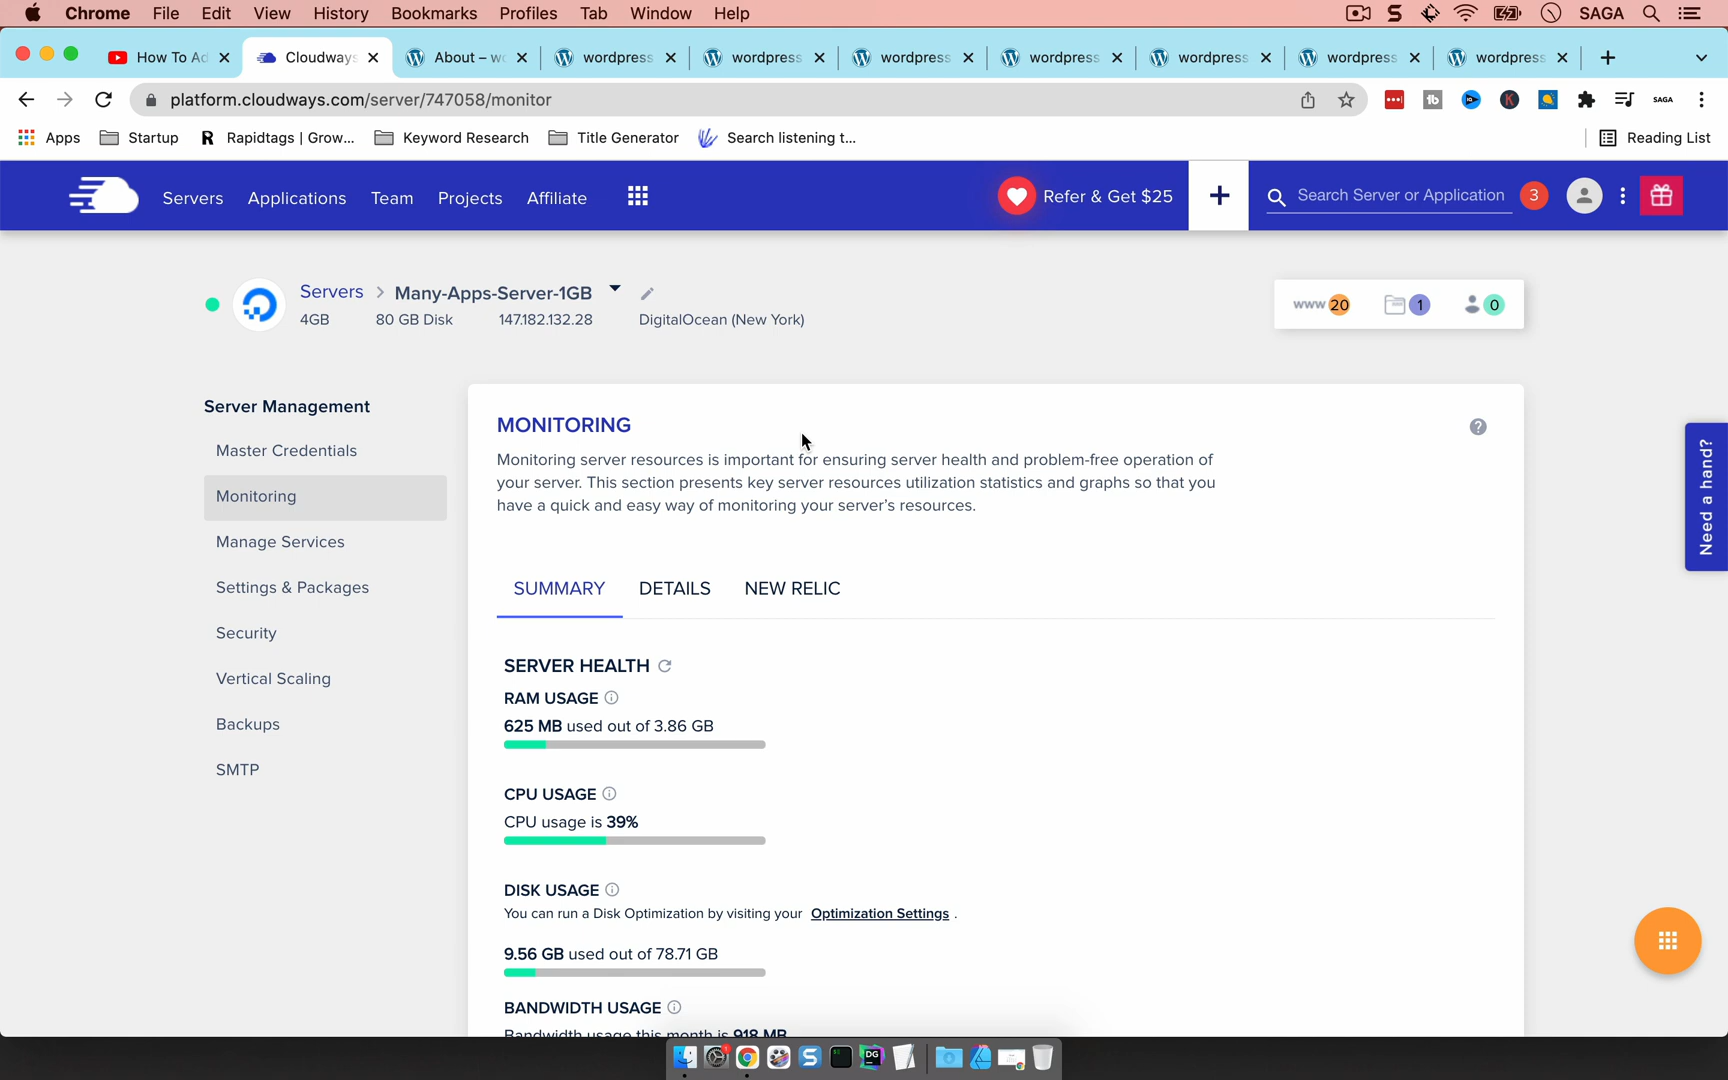 Chrome File Edit View History Bookmarks Profiles Tab Window Help SAGA
How To Ad Cloudways About – wo wordpress wordpress wordpress wordpress wordpress wordpress wordpress
platform.cloudways.com/server/747058/monitor
Apps Startup R Rapidtags | Grow... Keyword Research Title Generator Search listening t... Reading List
Servers Applications Team Projects Affiliate Refer & Get $25 + Search Server or Application 3
Servers > Many-Apps-Server-1GB
4GB 80 GB Disk 147.182.132.28 DigitalOcean (New York)
www 20 1 0
Server Management
Master Credentials
Monitoring
Manage Services
Settings & Packages
Security
Vertical Scaling
Backups
SMTP
MONITORING
Monitoring server resources is important for ensuring server health and problem-free operation of
your server. This section presents key server resources utilization statistics and graphs so that you
have a quick and easy way of monitoring your server's resources.
SUMMARY DETAILS NEW RELIC
SERVER HEALTH
RAM USAGE
625 MB used out of 3.86 GB
CPU USAGE
CPU usage is 39%
DISK USAGE
You can run a Disk Optimization by visiting your Optimization Settings .
9.56 GB used out of 78.71 GB
BANDWIDTH USAGE
Bandwidth usage this month is 918 MB
Need a hand?
DG